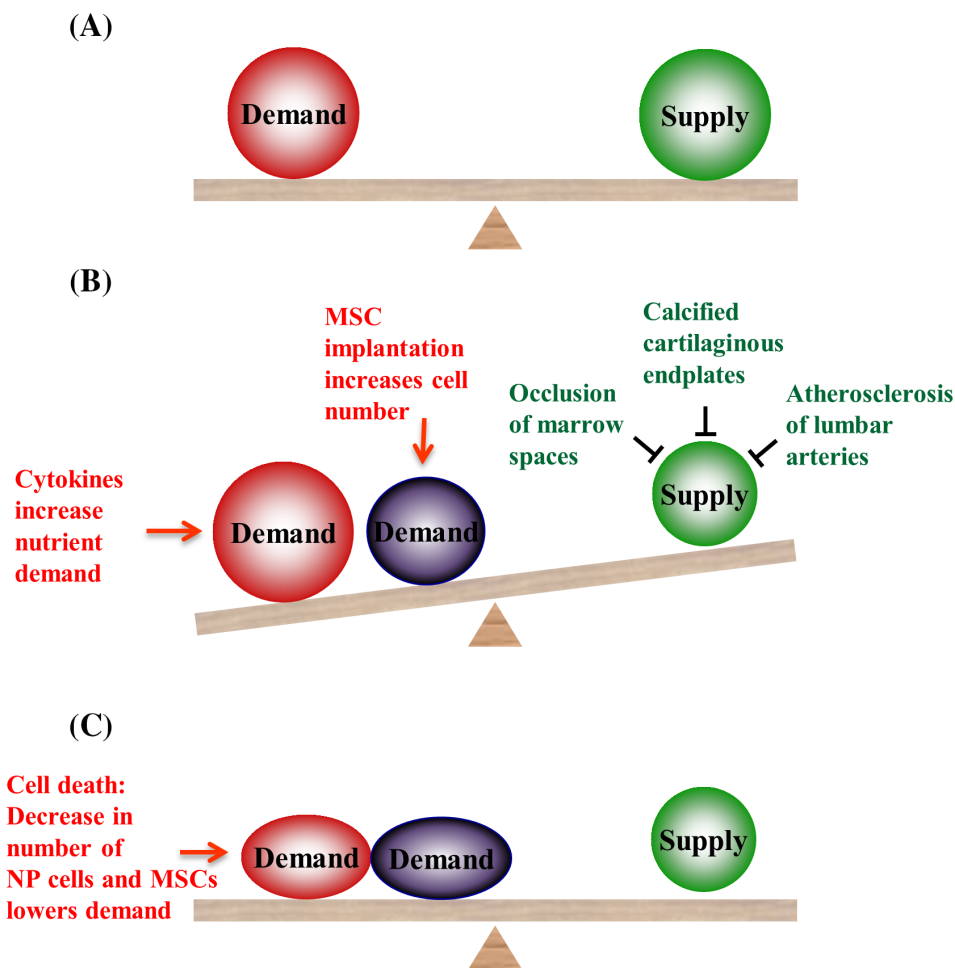 (A)
Demand
Supply
(B)
MSC
implantation
increases cell
number
Calcified
cartilaginous
endplates
Occlusion
of marrow
spaces
Atherosclerosis
of lumbar
arteries
Cytokines
increase
nutrient
demand
Demand
Demand
Supply
(C)
Cell death:
Decrease in
number of
NP cells and MSCs
lowers demand
Demand
Demand
Supply